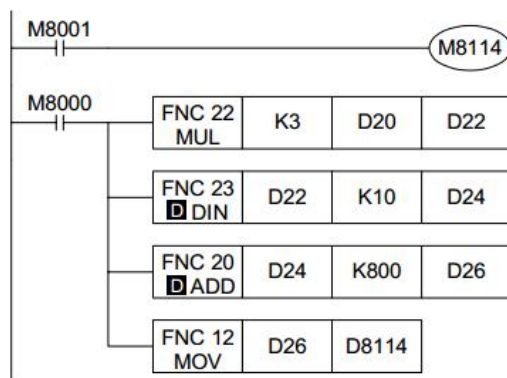 M8001
M8114
M8000
FNC 22
MUL
K3
D20
D22
FNC 23
D DIN
D22
K10
D24
FNC 20
D ADD
D24
K800
D26
FNC 12
MOV
D26
D8114